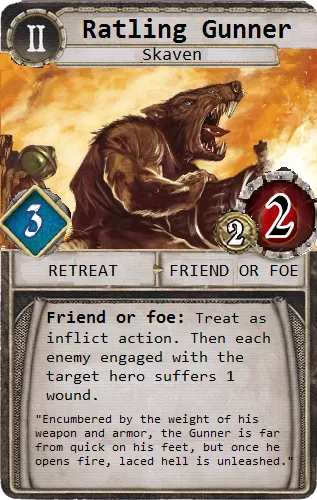 II
Ratling Gunner
Skaven
3
2
2
RETREAT
FRIEND OR FOE
Friend or foe: Treat as
inflict action. Then each
enemy engaged with the
target hero suffers 1
wound.
"Encumbered by the weight of his
weapon and armor, the Gunner is far
from quick on his feet, but once he
opens fire, laced hell is unleashed."